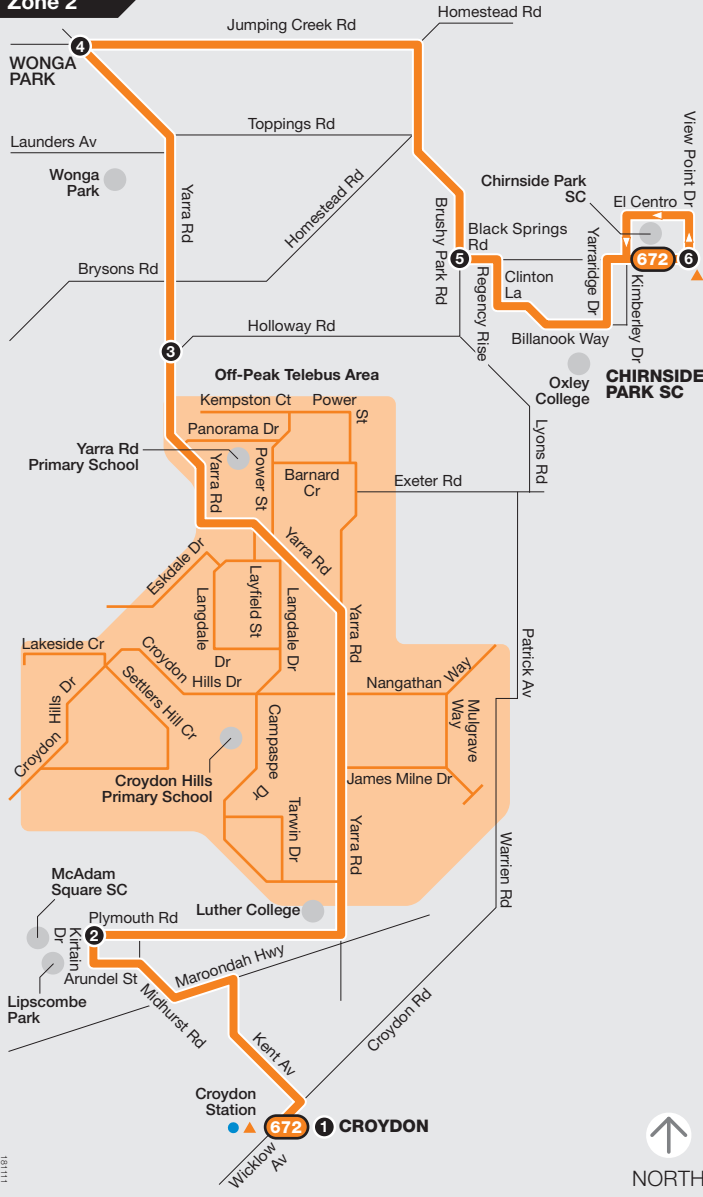 Zone 2
Homestead Rd
Jumping Creek Rd
4
WONGA
PARK
Toppings Rd
Launders Av
Wonga
Park
Yarra Rd
Homestead Rd
Brysons Rd
View Point Dr
Chirnside Park
SC
El Centro
Brushy Park Rd
Black Springs
Rd
5
Regency Rise
Clinton
La
Yarraridge Dr
672
6
Kimberley Dr
Billanook Way
Holloway Rd
3
Oxley
College
CHIRNSIDE
PARK SC
Off-Peak Telebus Area
Kempston Ct
Power
St
Panorama Dr
Yarra Rd
Primary School
Yarra Rd
Power St
Barnard
Cr
Exeter Rd
Lyons Rd
Yarra Rd
Eskdale Dr
Langdale
Dr
Layfield St
Langdale Dr
Yarra Rd
Patrick Av
Lakeside Cr
Croydon
Hills Dr
Nangathan Way
Croydon
Hills Dr
Settlers Hill Cr
Campaspe
Dr
Mulgrave
Way
Croydon Hills
Primary School
James Milne Dr
Tarwin Dr
Yarra Rd
Warrien Rd
McAdam
Square SC
Luther College
Plymouth Rd
2
Kirtain
Dr
Arundel St
Maroondah Hwy
Lipscombe
Park
Midhurst Rd
Croydon Rd
Kent Av
Croydon
Station
672
1
CROYDON
Wicklow
Av
NORTH
181111